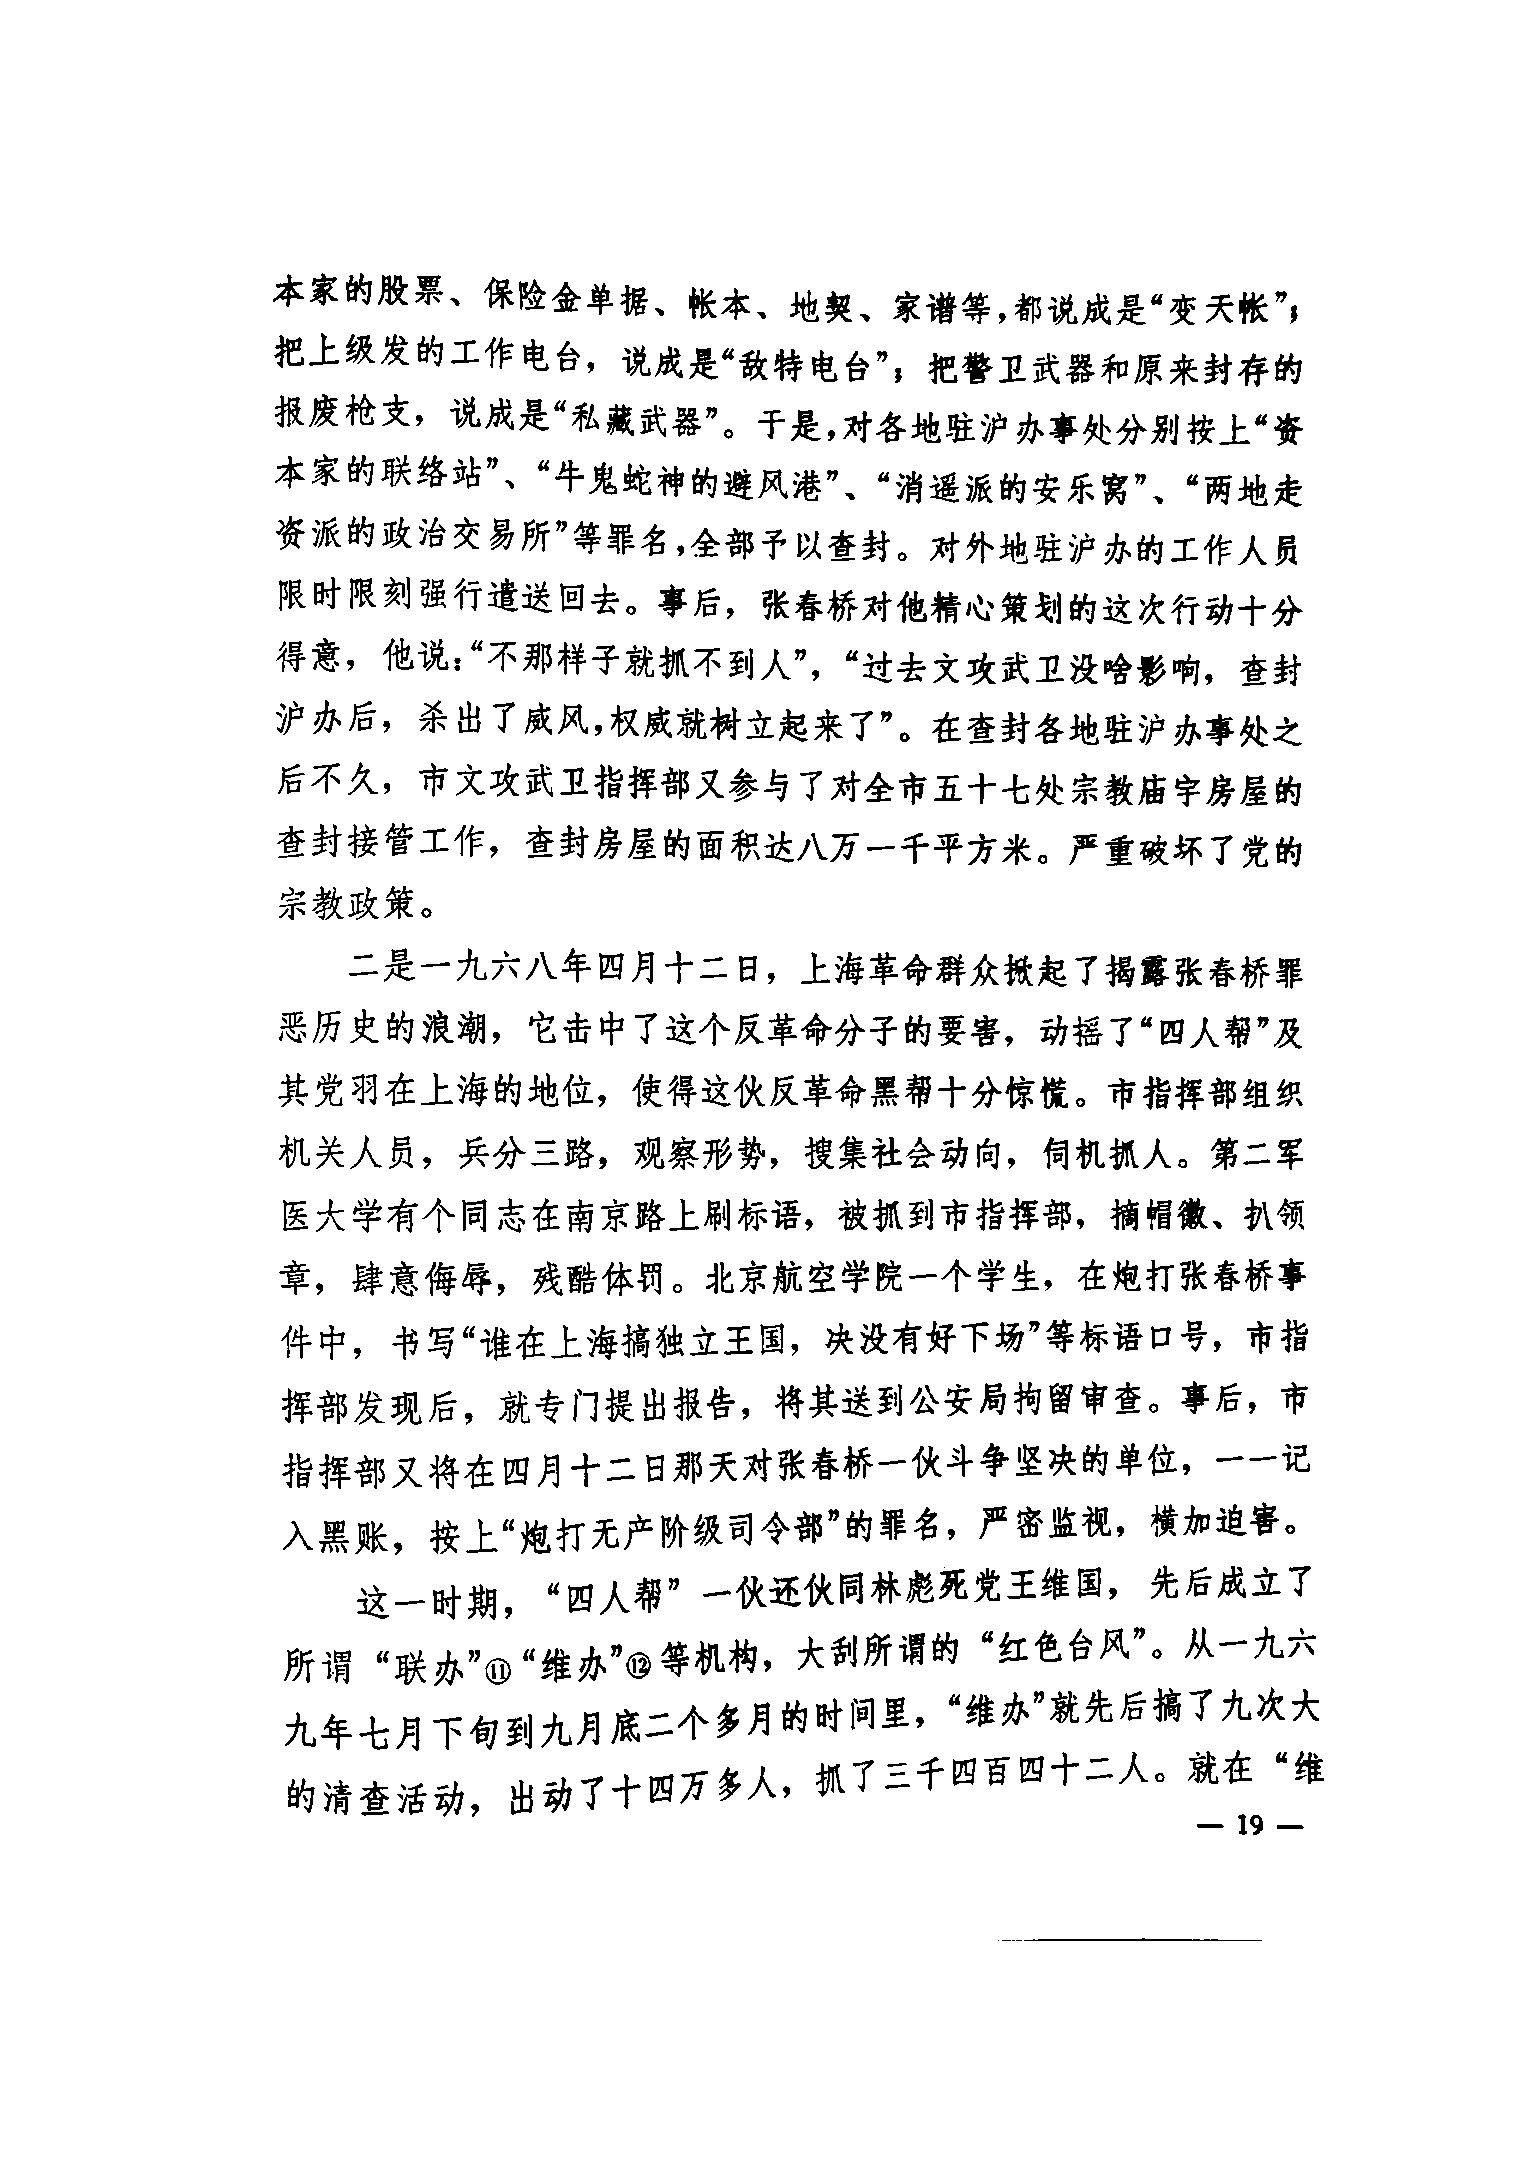 本家的股票、保险金单据、帐本、地契、家谱等，都说成是“变天帐”；
把上级发的工作电台，说成是“敌特电台”；把警卫武器和原来封存的
报废枪支，说成是“私藏武器”。于是，对各地驻沪办事处分别按上“资
本家的联络站”、“牛鬼蛇神的避风港”、“消遥派的安乐窝”、“两地走
资派的政治交易所”等罪名，全部予以查封。对外地驻沪办的工作人员
限时限刻强行遣送回去。事后，张春桥对他精心策划的这次行动十分
得意，他说：“不那样子就抓不到人”，“过去文攻武卫没啥影响，查封
沪办后，杀出了威风，权威就树立起来了”。在查封各地驻沪办事处之
后不久，市文攻武卫指挥部又参与了对全市五十七处宗教庙宇房屋的
查封接管工作，查封房屋的面积达八万一千平方米。严重破坏了党的
宗教政策。
二是一九六八年四月十二日，上海革命群众掀起了揭露张春桥罪
恶历史的浪潮，它击中了这个反革命分子的要害，动摇了“四人帮”及
其党羽在上海的地位，使得这伙反革命黑帮十分惊慌。市指挥部组织
机关人员，兵分三路，观察形势，搜集社会动向，伺机抓人。第二军
医大学有个同志在南京路上刷标语，被抓到市指挥部，摘帽徽、扒领
章，肆意侮辱，残酷体罚。北京航空学院一个学生，在炮打张春桥事
件中，书写“谁在上海搞独立王国，决没有好下场”等标语口号，市指
挥部发现后，就专门提出报告，将其送到公安局拘留审查。事后，市
指挥部又将在四月十二日那天对张春桥一伙斗争坚决的单位，一一记
入黑账，按上“炮打无产阶级司令部”的罪名，严密监视，横加迫害。
这一时期，“四人帮”一伙还伙同林彪死党王维国，先后成立了
所谓“联办”⑪“维办”⑫等机构，大刮所谓的“红色台风”。从一九六
九年七月下旬到九月底二个多月的时间里，“维办”就先后搞了九次大
的清查活动，出动了十四万多人，抓了三千四百四十二人。就在“维
— 19 —